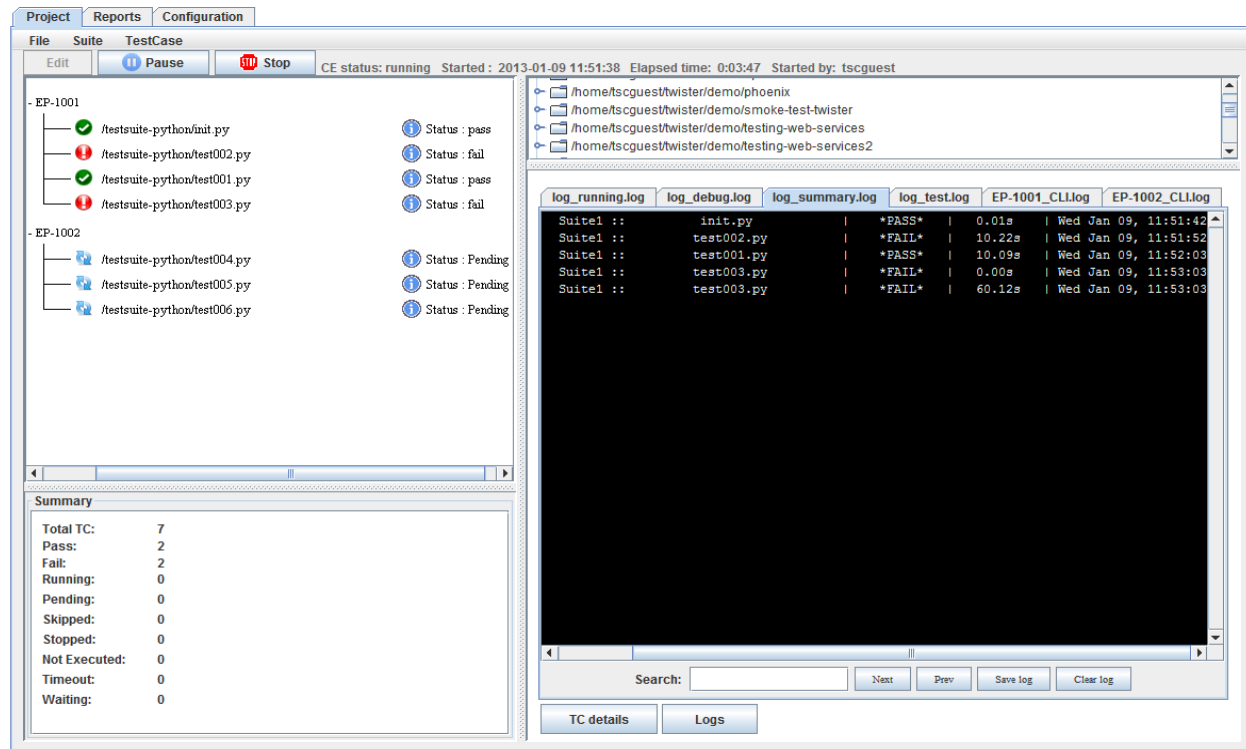 Project Reports Configuration
File Suite TestCase
Edit Pause STOP Stop CE status: running Started : 2013-01-09 11:51:38 Elapsed time: 0:03:47 Started by: tscguest
- EP-1001
/testsuite-python/init.py Status : pass
/testsuite-python/test002.py Status : fail
/testsuite-python/test001.py Status : pass
/testsuite-python/test003.py Status : fail
- EP-1002
/testsuite-python/test004.py Status : Pending
/testsuite-python/test005.py Status : Pending
/testsuite-python/test006.py Status : Pending
Summary
Total TC: 7
Pass: 2
Fail: 2
Running: 0
Pending: 0
Skipped: 0
Stopped: 0
Not Executed: 0
Timeout: 0
Waiting: 0
/home/tscguest/twister/demo/phoenix
/home/tscguest/twister/demo/smoke-test-twister
/home/tscguest/twister/demo/testing-web-services
/home/tscguest/twister/demo/testing-web-services2
log_running.log log_debug.log log_summary.log log_test.log EP-1001_CLI.log EP-1002_CLI.log
Suite1 :: init.py | *PASS* | 0.01s | Wed Jan 09, 11:51:42
Suite1 :: test002.py | *FAIL* | 10.22s | Wed Jan 09, 11:51:52
Suite1 :: test001.py | *PASS* | 10.09s | Wed Jan 09, 11:52:03
Suite1 :: test003.py | *FAIL* | 0.00s | Wed Jan 09, 11:53:03
Suite1 :: test003.py | *FAIL* | 60.12s | Wed Jan 09, 11:53:03
Search: Next Prev Save log Clear log
TC details Logs